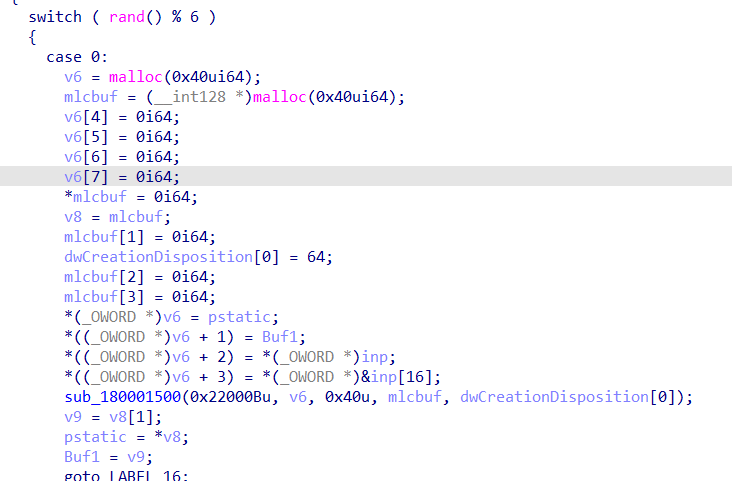 {
switch ( rand() % 6 )
{
case 0:
v6 = malloc(0x40ui64);
mlcbuf = (__int128 *)malloc(0x40ui64);
v6[4] = 0i64;
v6[5] = 0i64;
v6[6] = 0i64;
v6[7] = 0i64;
*mlcbuf = 0i64;
v8 = mlcbuf;
mlcbuf[1] = 0i64;
dwCreationDisposition[0] = 64;
mlcbuf[2] = 0i64;
mlcbuf[3] = 0i64;
*(_OWORD *)v6 = pstatic;
*((_OWORD *)v6 + 1) = Buf1;
*((_OWORD *)v6 + 2) = *(_OWORD *)inp;
*((_OWORD *)v6 + 3) = *(_OWORD *)&inp[16];
sub_180001500(0x22000Bu, v6, 0x40u, mlcbuf, dwCreationDisposition[0]);
v9 = v8[1];
pstatic = *v8;
Buf1 = v9;
goto LABEL_16;